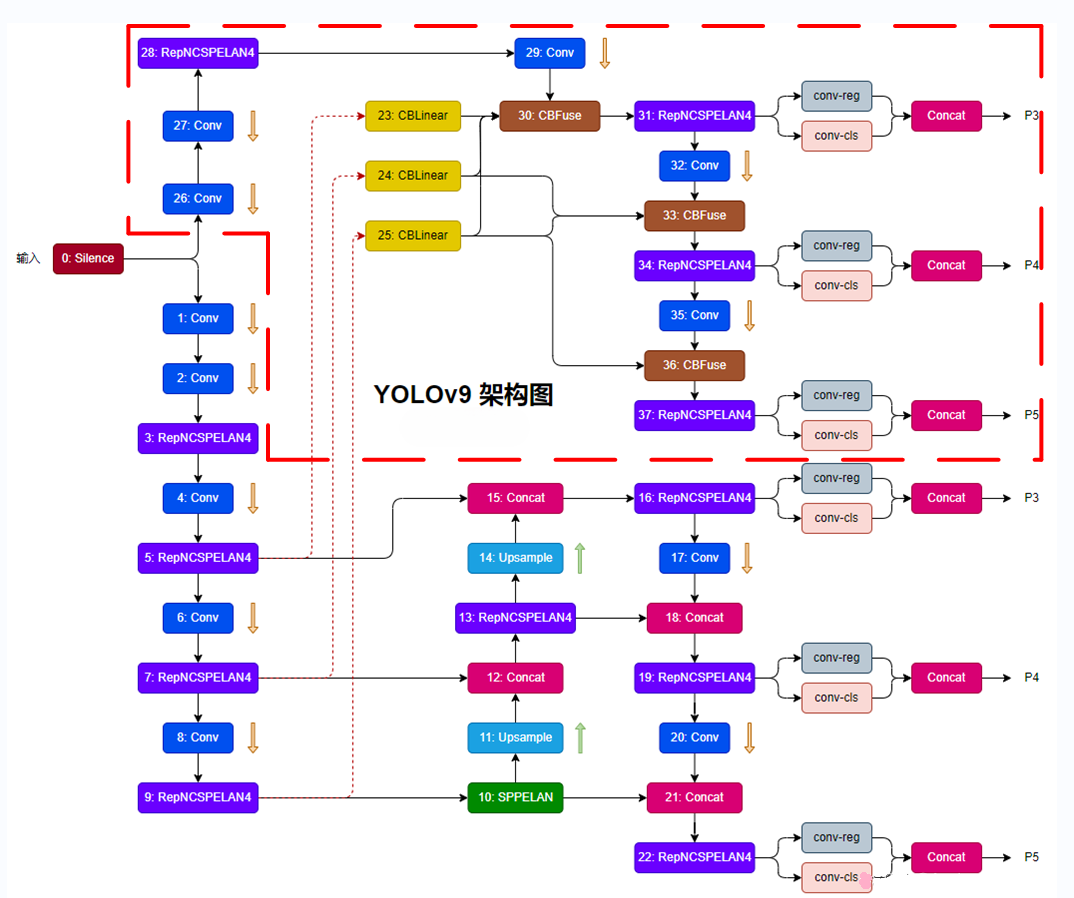 28: RepNCSPELAN4
29: Conv
27: Conv
23: CBLinear
30: CBFuse
31: RepNCSPELAN4
conv-reg
conv-cls
Concat
P3
32: Conv
24: CBLinear
26: Conv
33: CBFuse
25: CBLinear
输入
0: Silence
34: RepNCSPELAN4
conv-reg
conv-cls
Concat
P4
1: Conv
35: Conv
2: Conv
36: CBFuse
YOLOv9 架构图
37: RepNCSPELAN4
conv-reg
conv-cls
Concat
P5
3: RepNCSPELAN4
4: Conv
15: Concat
16: RepNCSPELAN4
conv-reg
conv-cls
Concat
P3
5: RepNCSPELAN4
14: Upsample
17: Conv
6: Conv
13: RepNCSPELAN4
18: Concat
7: RepNCSPELAN4
12: Concat
19: RepNCSPELAN4
conv-reg
conv-cls
Concat
P4
8: Conv
11: Upsample
20: Conv
9: RepNCSPELAN4
10: SPPELAN
21: Concat
22: RepNCSPELAN4
conv-reg
conv-cls
Concat
P5